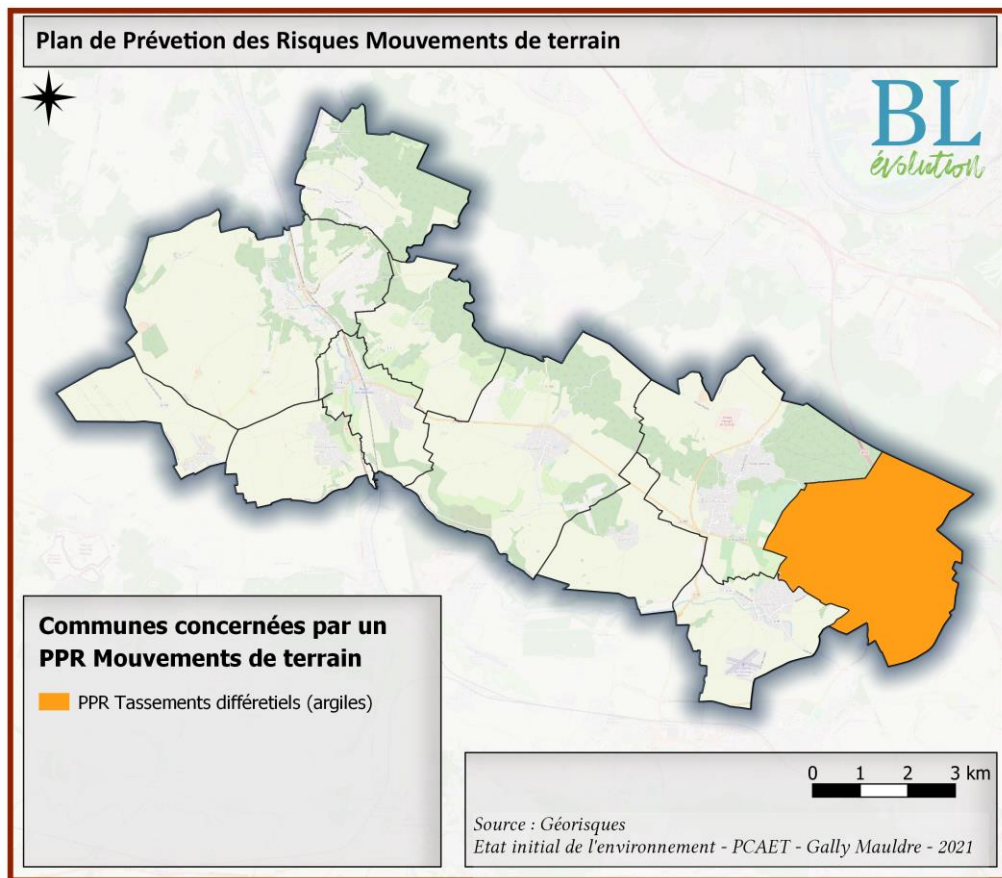 Plan de Prévetion des Risques Mouvements de terrain
BL
évolution
Communes concernées par un
PPR Mouvements de terrain
PPR Tassements différetiels (argiles)
0 1 2 3 km
Source : Géorisques
Etat initial de l'environnement - PCAET - Gally Mauldre - 2021